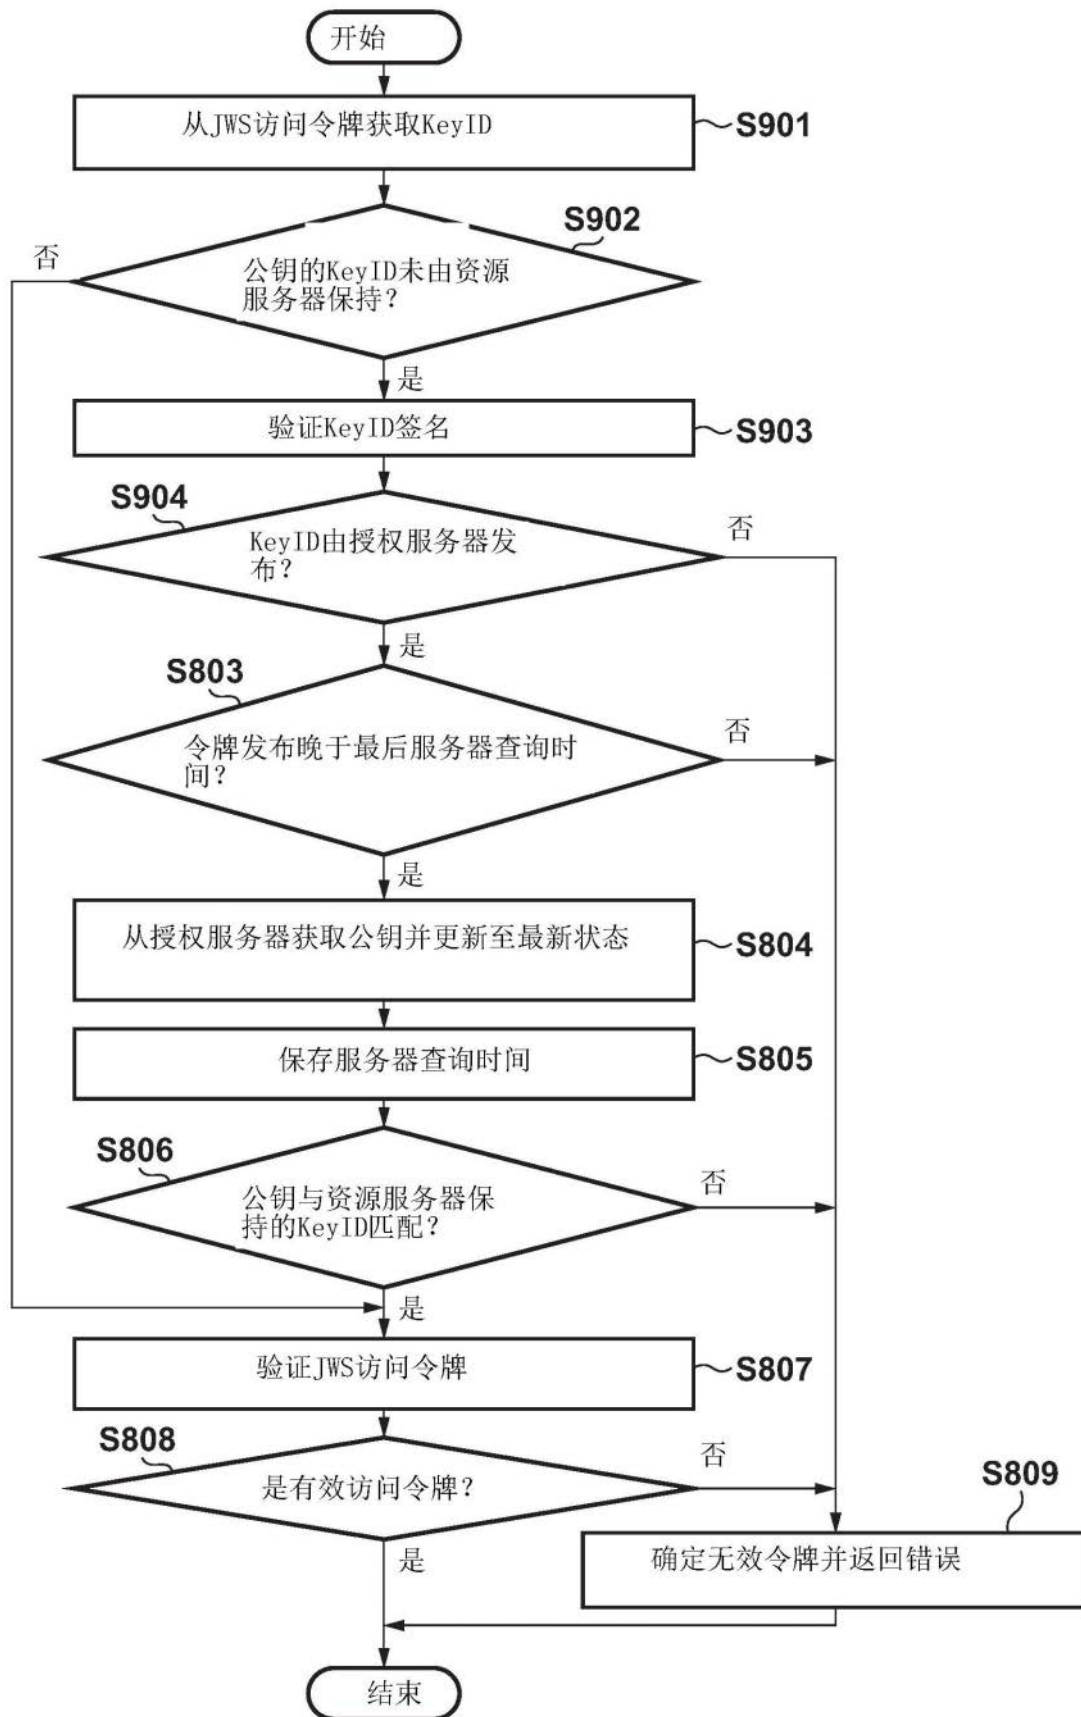 开始
从JWS访问令牌获取KeyID
S901
S902
否
公钥的KeyID未由资源
服务器保持？
是
验证KeyID签名
S903
S904
KeyID由授权服务器发
布？
否
是
S803
令牌发布晚于最后服务器查询时
间？
否
是
从授权服务器获取公钥并更新至最新状态
S804
保存服务器查询时间
S805
S806
公钥与资源服务器保
持的KeyID匹配？
否
是
验证JWS访问令牌
S807
S808
是有效访问令牌？
否
S809
是
确定无效令牌并返回错误
结束